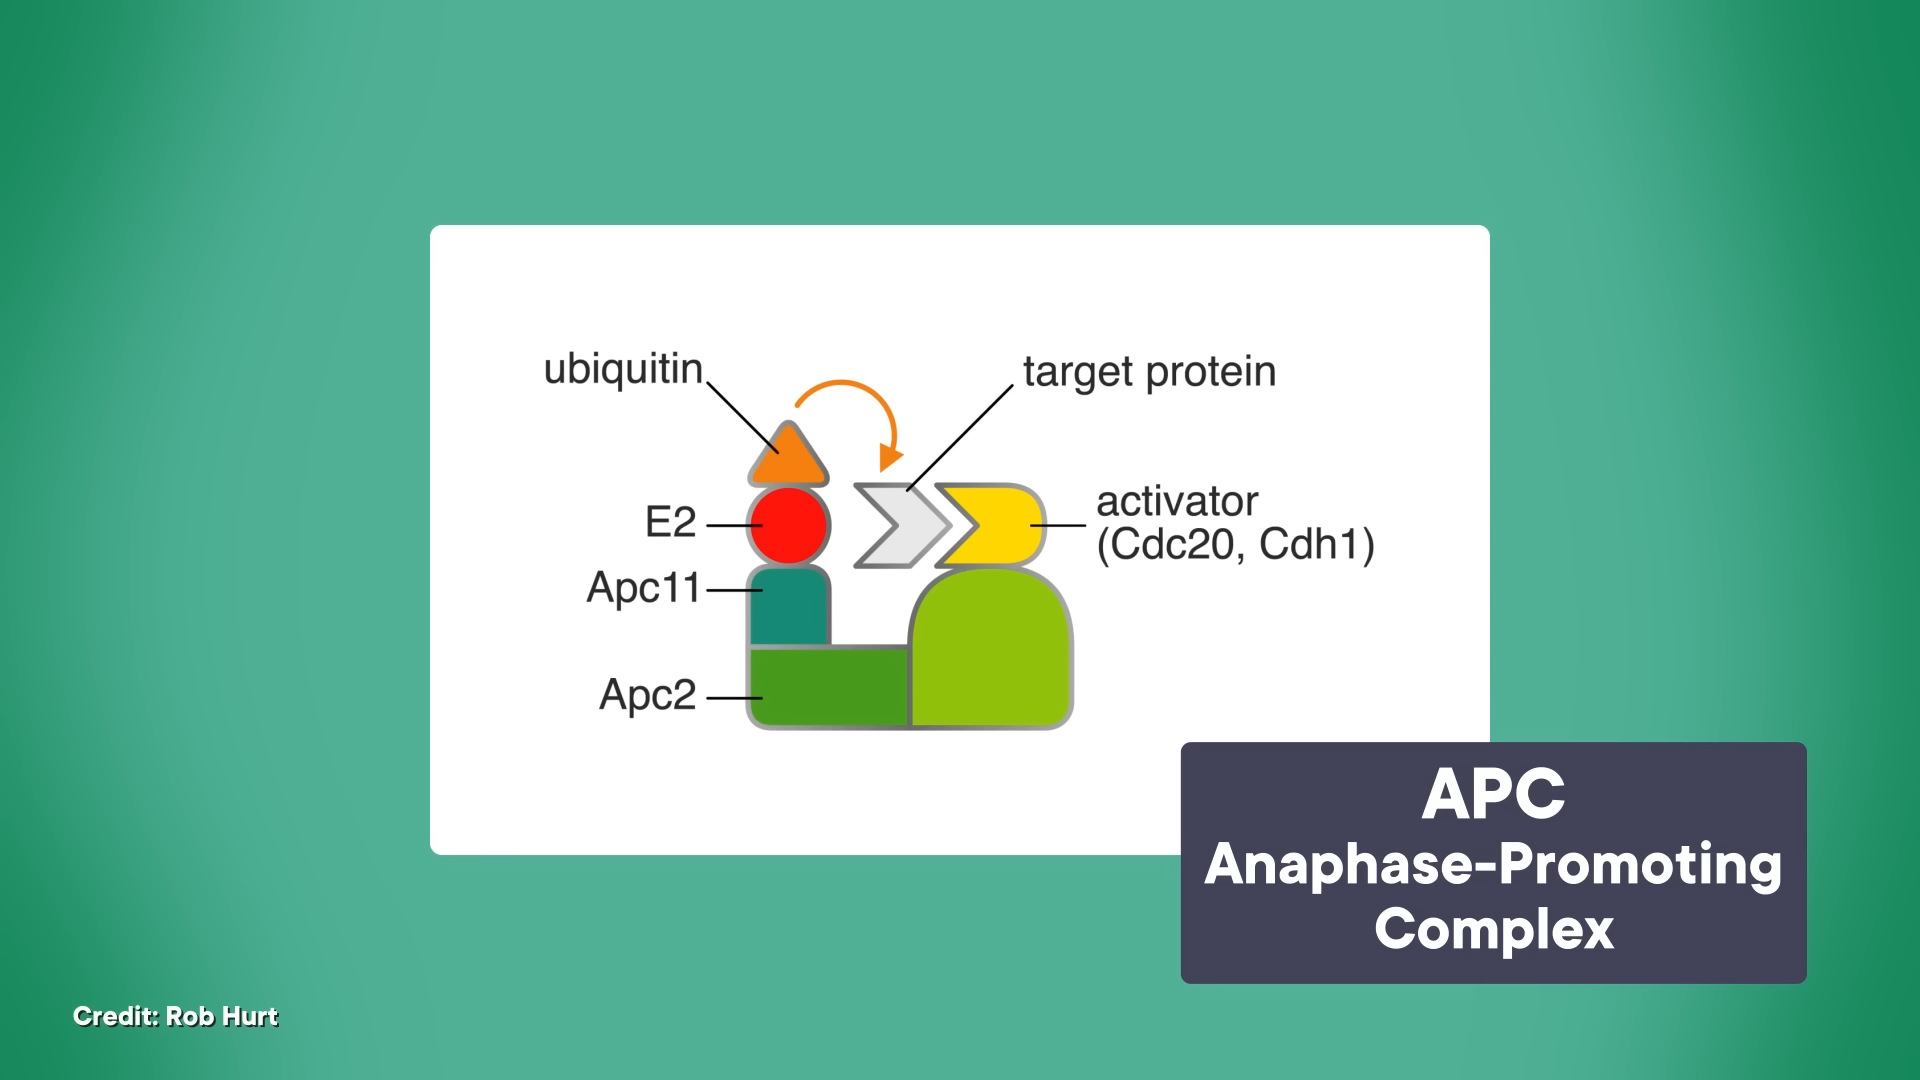 ubiquitin
target protein
E2
activator
(Cdc20, Cdh1)
Apc11
Apc2
APC
Anaphase-Promoting
Complex
Credit: Rob Hurt